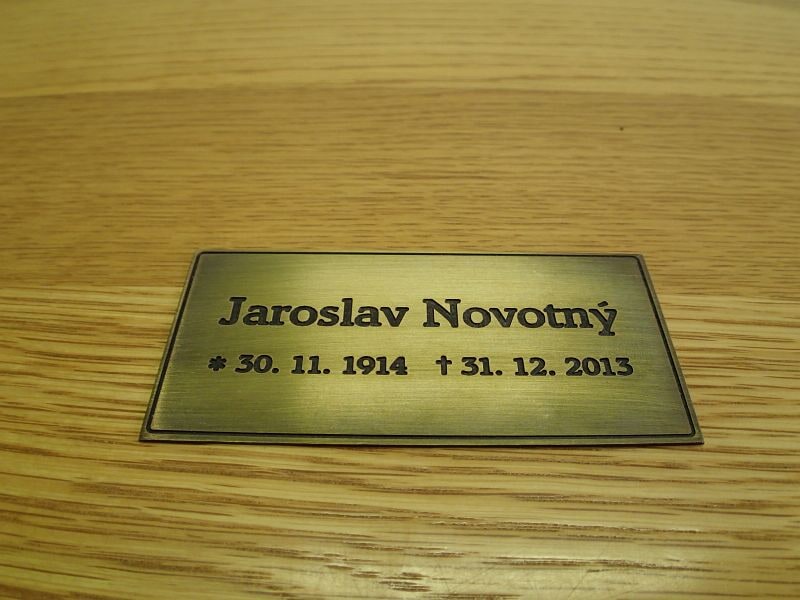 Jaroslav Novotný
* 30. 11. 1914 † 31. 12. 2013